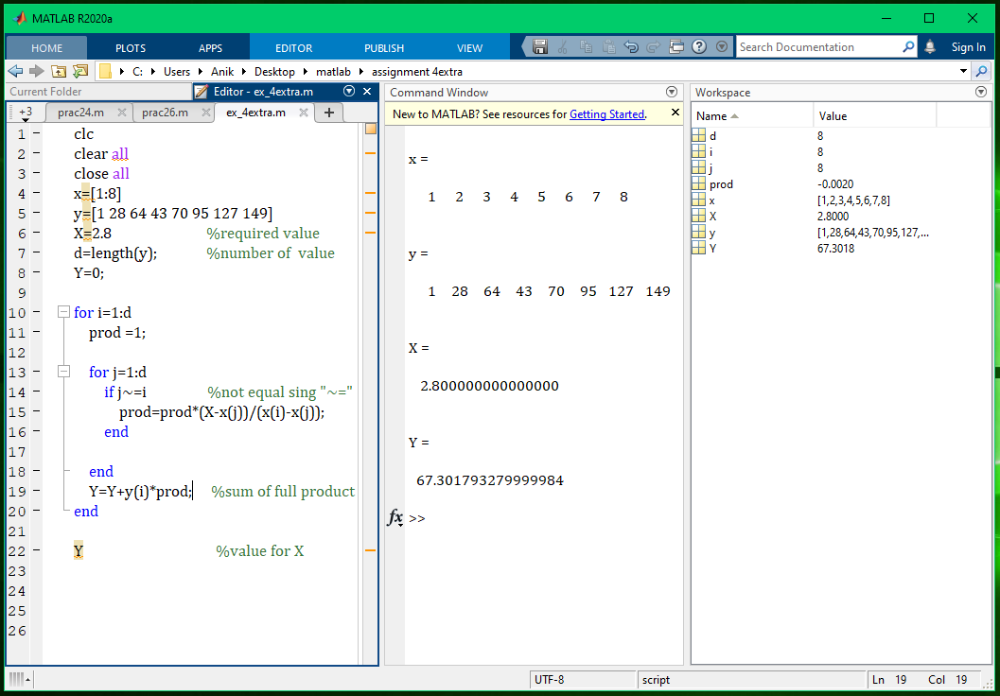 MATLAB R2020a
HOME PLOTS APPS EDITOR PUBLISH VIEW Search Documentation Sign In
C: Users Anik Desktop matlab assignment 4extra
Current Folder
Editor - ex_4extra.m
+3 prac24.m prac26.m ex_4extra.m +
1 clc
2 clear all
3 close all
4 x=[1:8]
5 y=[1 28 64 43 70 95 127 149]
6 X=2.8 %required value
7 d=length(y); %number of value
8 Y=0;
9
10 for i=1:d
11 prod =1;
12
13 for j=1:d
14 if j~=i %not equal sing "~="
15 prod=prod*(X-x(j))/(x(i)-x(j));
16 end
17
18 end
19 Y=Y+y(i)*prod; %sum of full product
20 end
21
22 Y %value for X
23
24
25
26
Command Window
New to MATLAB? See resources for Getting Started.
x =
1 2 3 4 5 6 7 8
y =
1 28 64 43 70 95 127 149
X =
2.800000000000000
Y =
67.301793279999984
fx >>
Workspace
Name Value
d 8
i 8
j 8
prod -0.0020
x [1,2,3,4,5,6,7,8]
X 2.8000
y [1,28,64,43,70,95,127,...
Y 67.3018
UTF-8 script Ln 19 Col 19